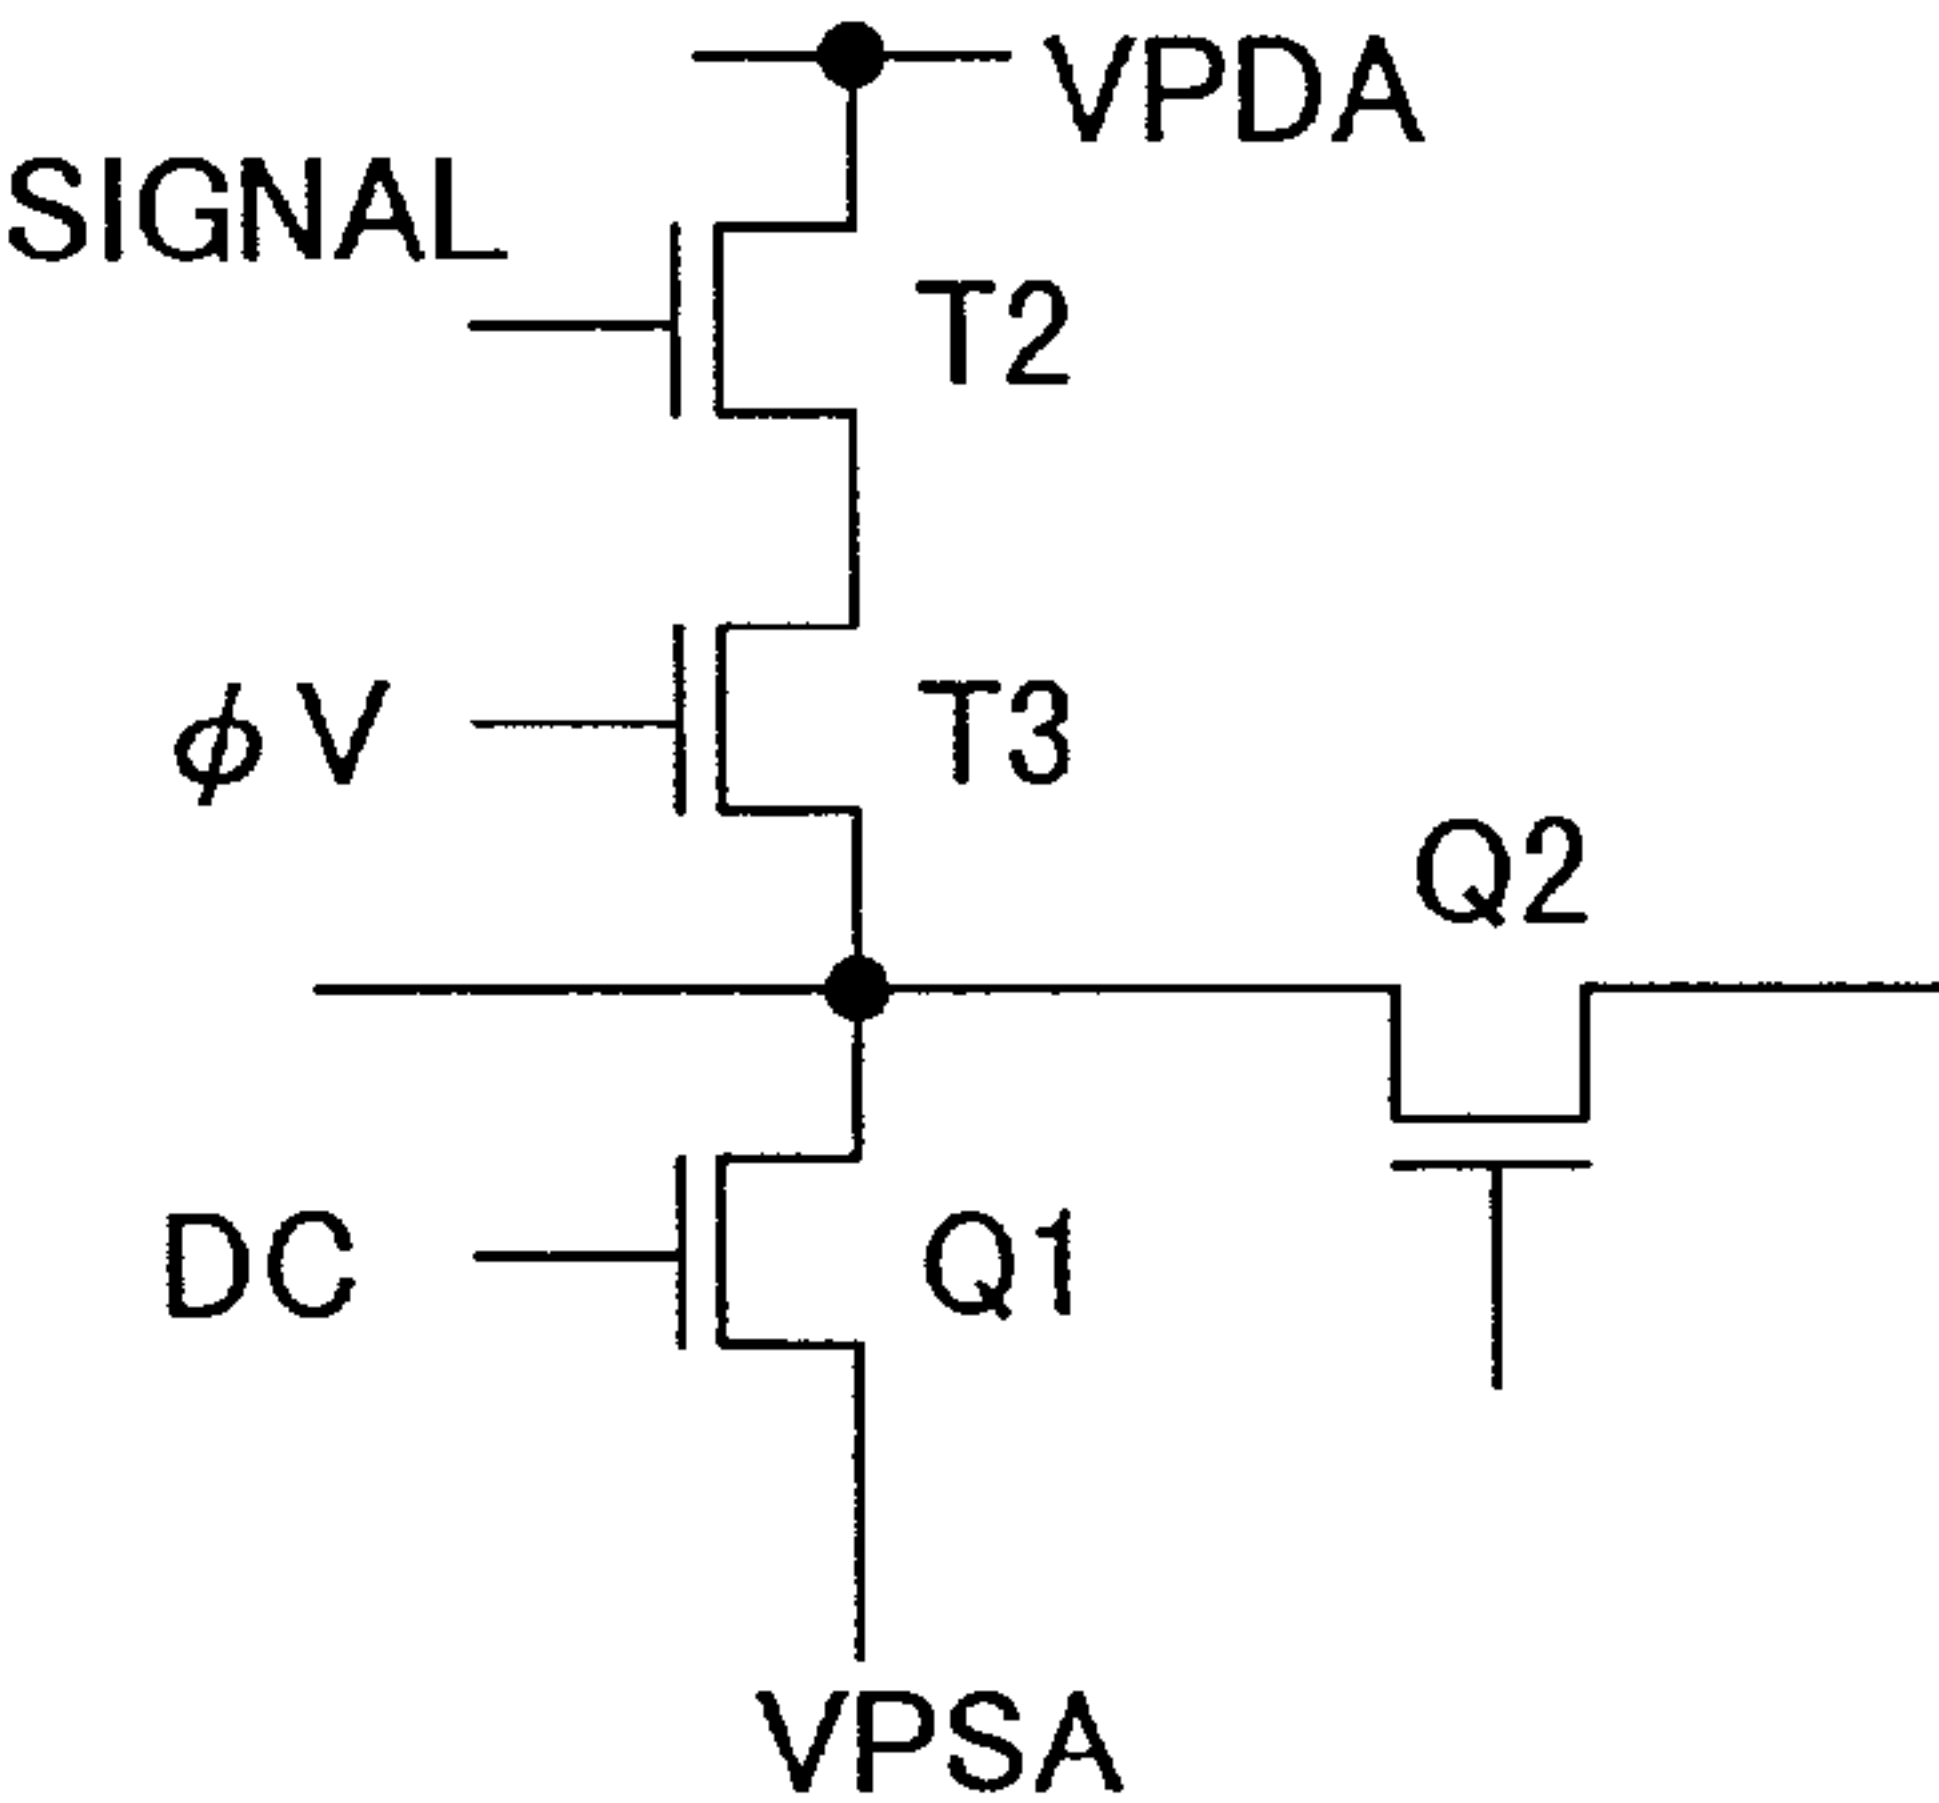 VPDA
SIGNAL
T2
ϕV
T3
Q2
DC
Q1
VPSA